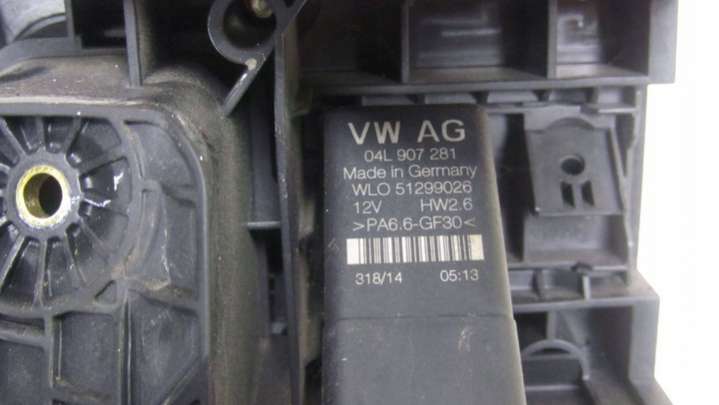 VW AG
04L 907 281
Made in Germany
WLO 51299026
12V HW2.6
>PA6.6-GF30<
318/14 05:13